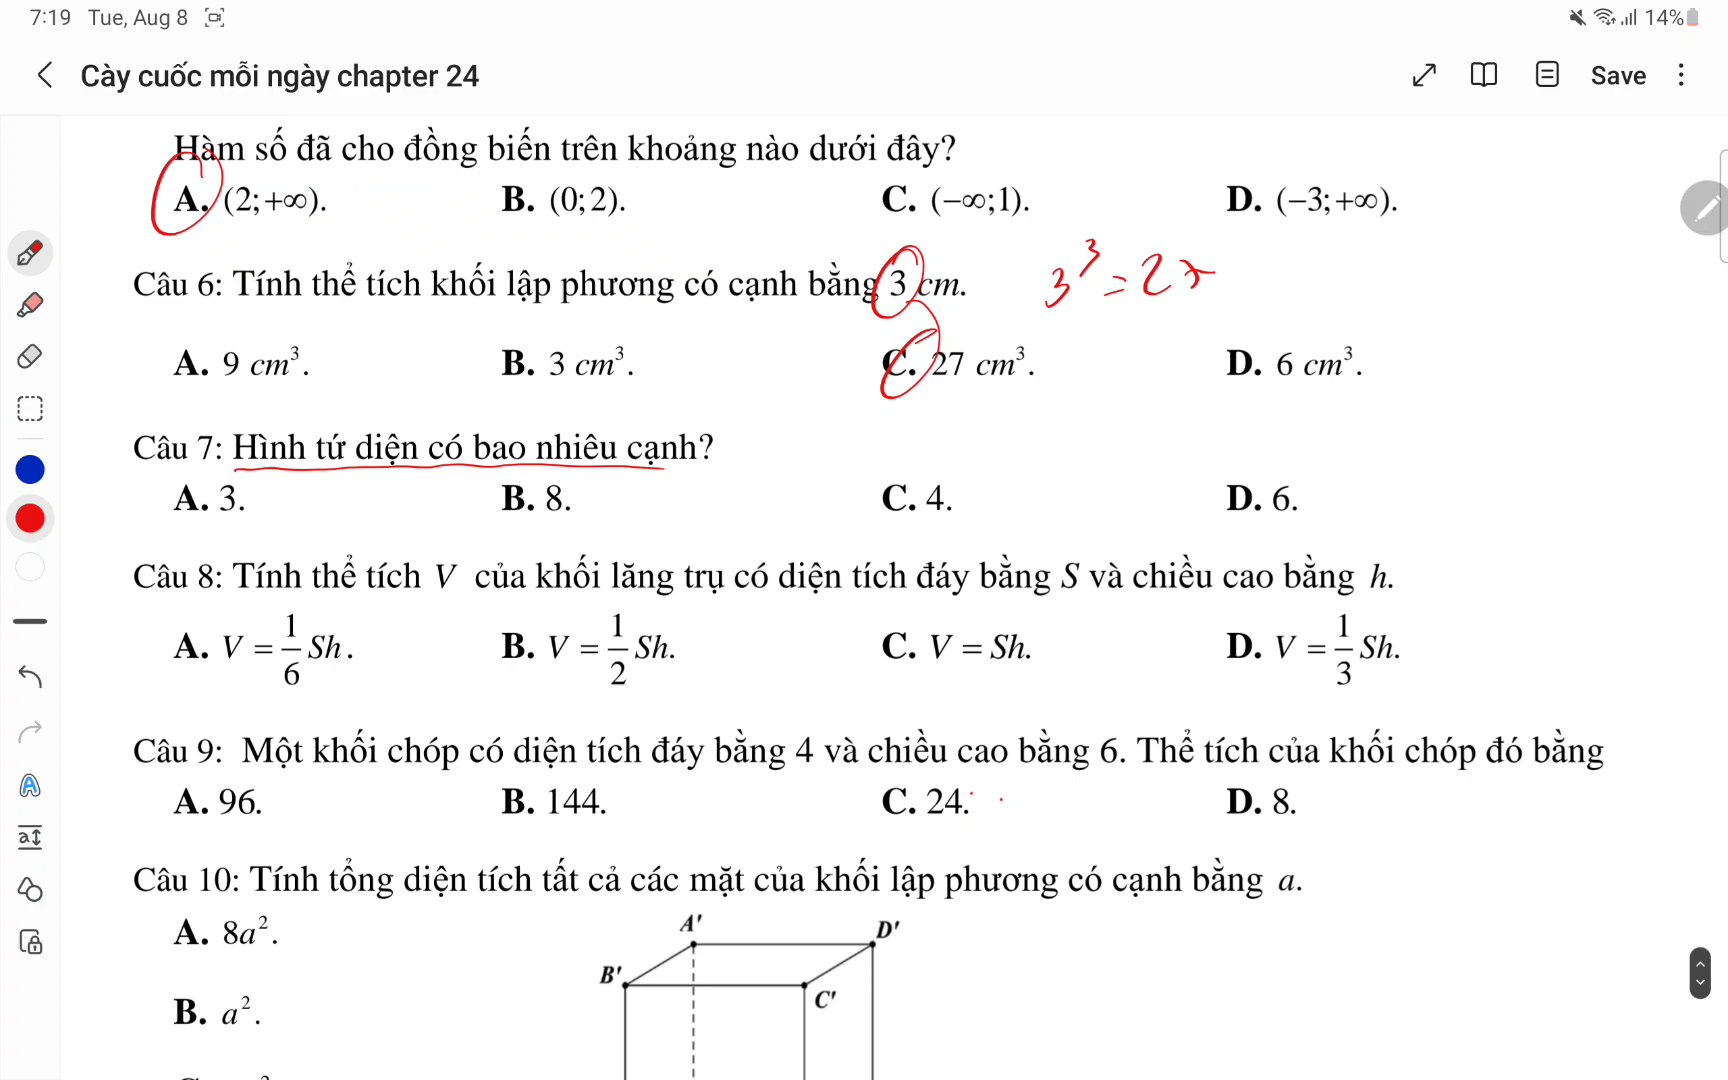 7:19 Tue, Aug 8
14%
Cày cuốc mỗi ngày chapter 24
Save
Hàm số đã cho đồng biến trên khoảng nào dưới đây?
A. (2;+∞). B. (0;2). C. (−∞;1). D. (−3;+∞).
Câu 6: Tính thể tích khối lập phương có cạnh bằng 3 cm. 3³ = 27
A. 9 cm³. B. 3 cm³. C. 27 cm³. D. 6 cm³.
Câu 7: Hình tứ diện có bao nhiêu cạnh?
A. 3. B. 8. C. 4. D. 6.
Câu 8: Tính thể tích V của khối lăng trụ có diện tích đáy bằng S và chiều cao bằng h.
A. V = 1/6 Sh. B. V = 1/2 Sh. C. V = Sh. D. V = 1/3 Sh.
Câu 9: Một khối chóp có diện tích đáy bằng 4 và chiều cao bằng 6. Thể tích của khối chóp đó bằng
A. 96. B. 144. C. 24. D. 8.
Câu 10: Tính tổng diện tích tất cả các mặt của khối lập phương có cạnh bằng a.
A. 8a².
A' D'
B' C'
B. a².